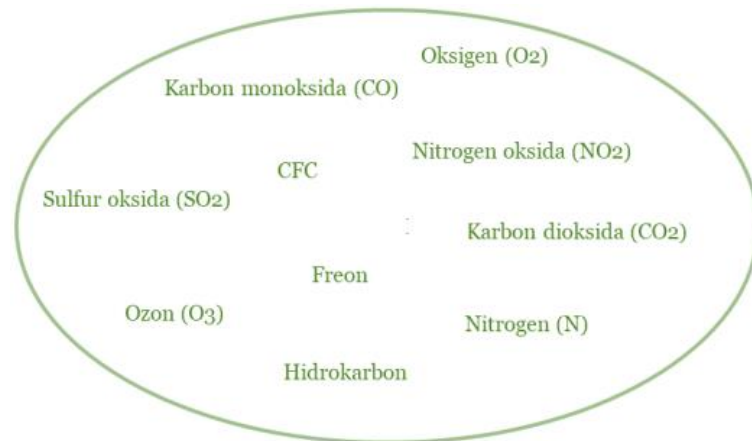 Oksigen (O2)
Karbon monoksida (CO)
Nitrogen oksida (NO2)
CFC
Sulfur oksida (SO2)
Karbon dioksida (CO2)
Freon
Ozon (O3)
Nitrogen (N)
Hidrokarbon